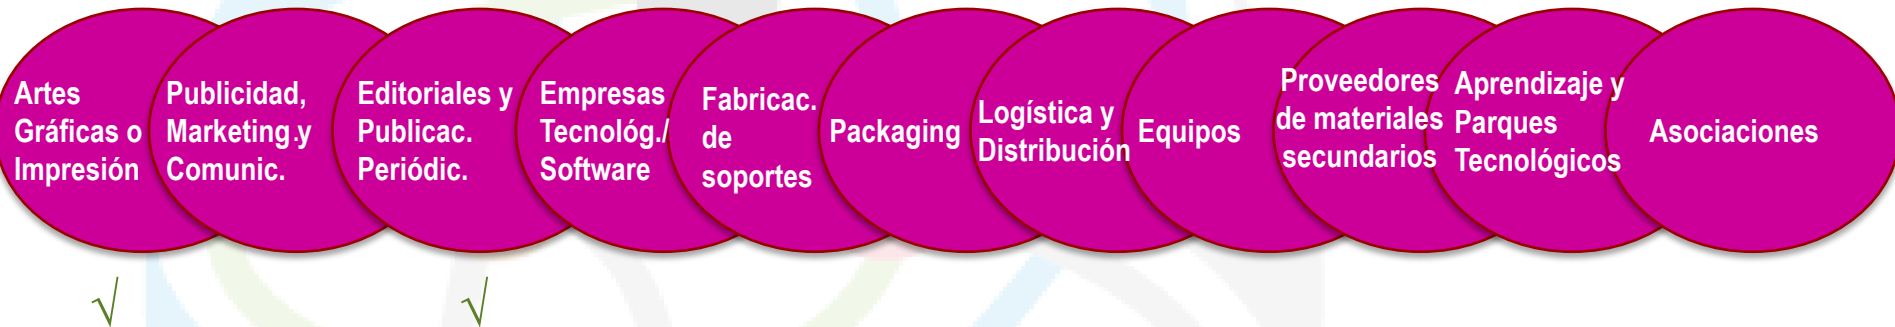 Artes
Gráficas o
Impresión
Publicidad,
Marketing.y
Comunic.
Editoriales y
Publicac.
Periódic.
Empresas
Tecnológ./
Software
Fabricac.
de
soportes
Packaging
Logística y
Distribución
Equipos
Proveedores
de materiales
secundarios
Aprendizaje y
Parques
Tecnológicos
Asociaciones
√
√